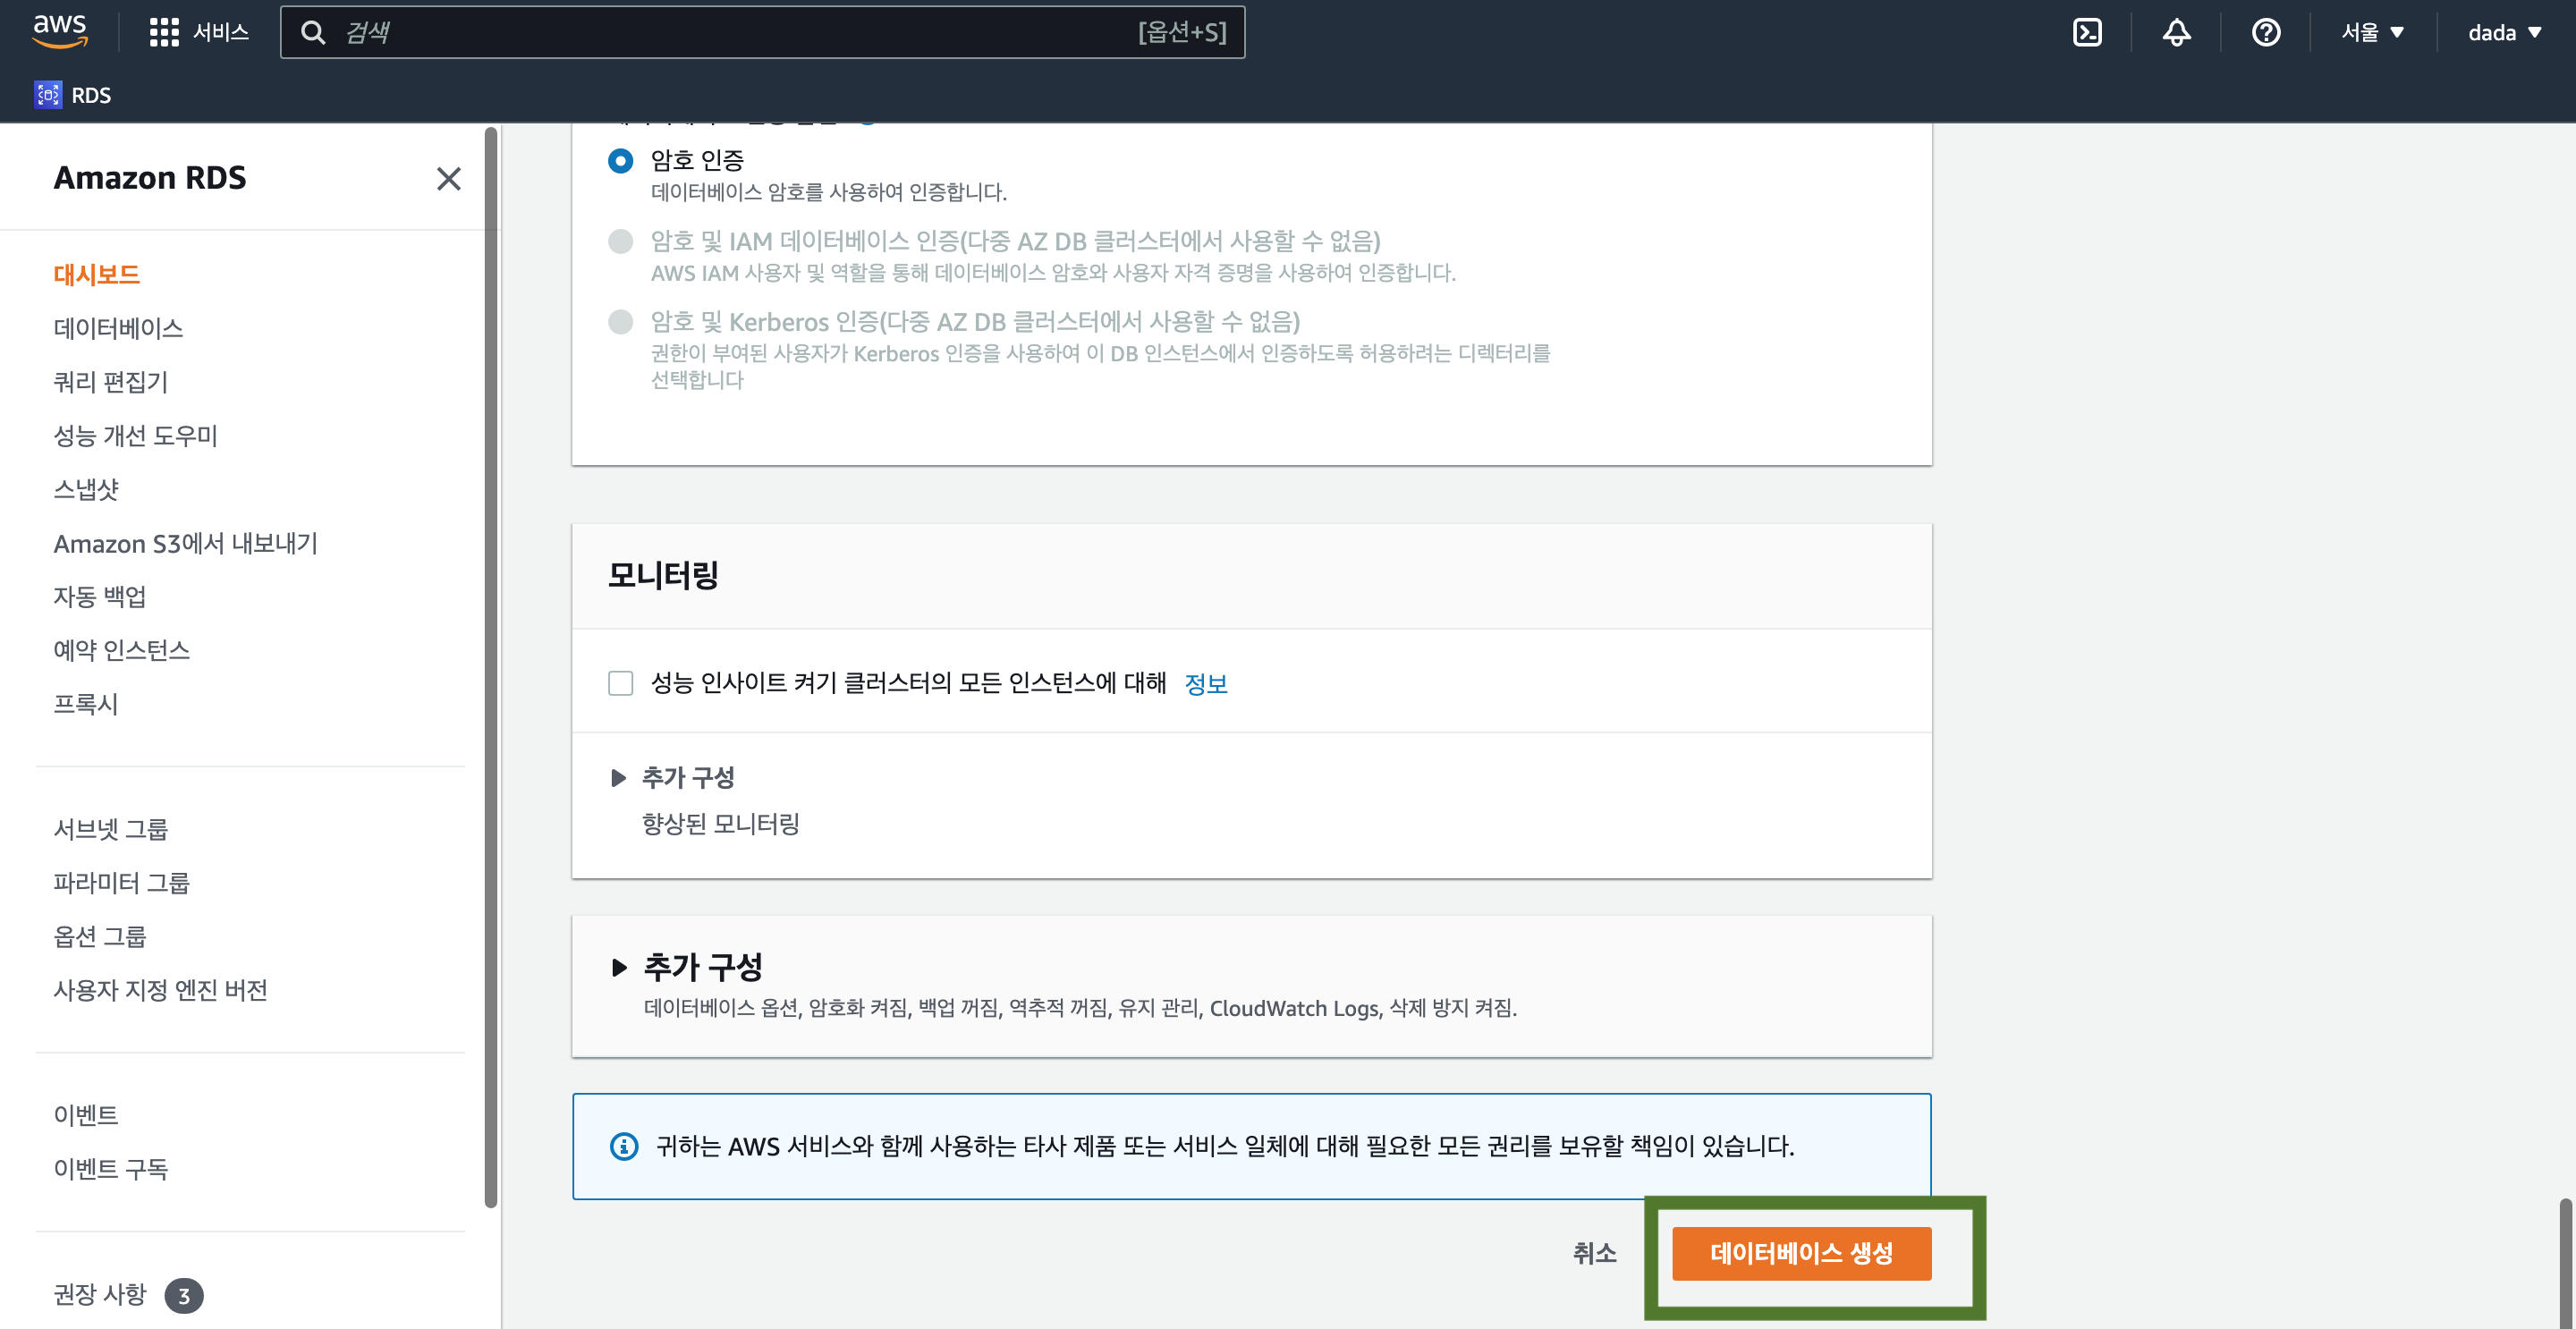 aws
서비스
검색
[옵션+S]
서울 ▼
dada ▼
RDS
Amazon RDS
대시보드
데이터베이스
쿼리 편집기
성능 개선 도우미
스냅샷
Amazon S3에서 내보내기
자동 백업
예약 인스턴스
프록시
서브넷 그룹
파라미터 그룹
옵션 그룹
사용자 지정 엔진 버전
이벤트
이벤트 구독
권장 사항 3
암호 인증
데이터베이스 암호를 사용하여 인증합니다.
암호 및 IAM 데이터베이스 인증(다중 AZ DB 클러스터에서 사용할 수 없음)
AWS IAM 사용자 및 역할을 통해 데이터베이스 암호와 사용자 자격 증명을 사용하여 인증합니다.
암호 및 Kerberos 인증(다중 AZ DB 클러스터에서 사용할 수 없음)
권한이 부여된 사용자가 Kerberos 인증을 사용하여 이 DB 인스턴스에서 인증하도록 허용하려는 디렉터리를
선택합니다
모니터링
성능 인사이트 켜기 클러스터의 모든 인스턴스에 대해 정보
추가 구성
향상된 모니터링
추가 구성
데이터베이스 옵션, 암호화 켜짐, 백업 꺼짐, 역추적 꺼짐, 유지 관리, CloudWatch Logs, 삭제 방지 켜짐.
귀하는 AWS 서비스와 함께 사용하는 타사 제품 또는 서비스 일체에 대해 필요한 모든 권리를 보유할 책임이 있습니다.
취소
데이터베이스 생성